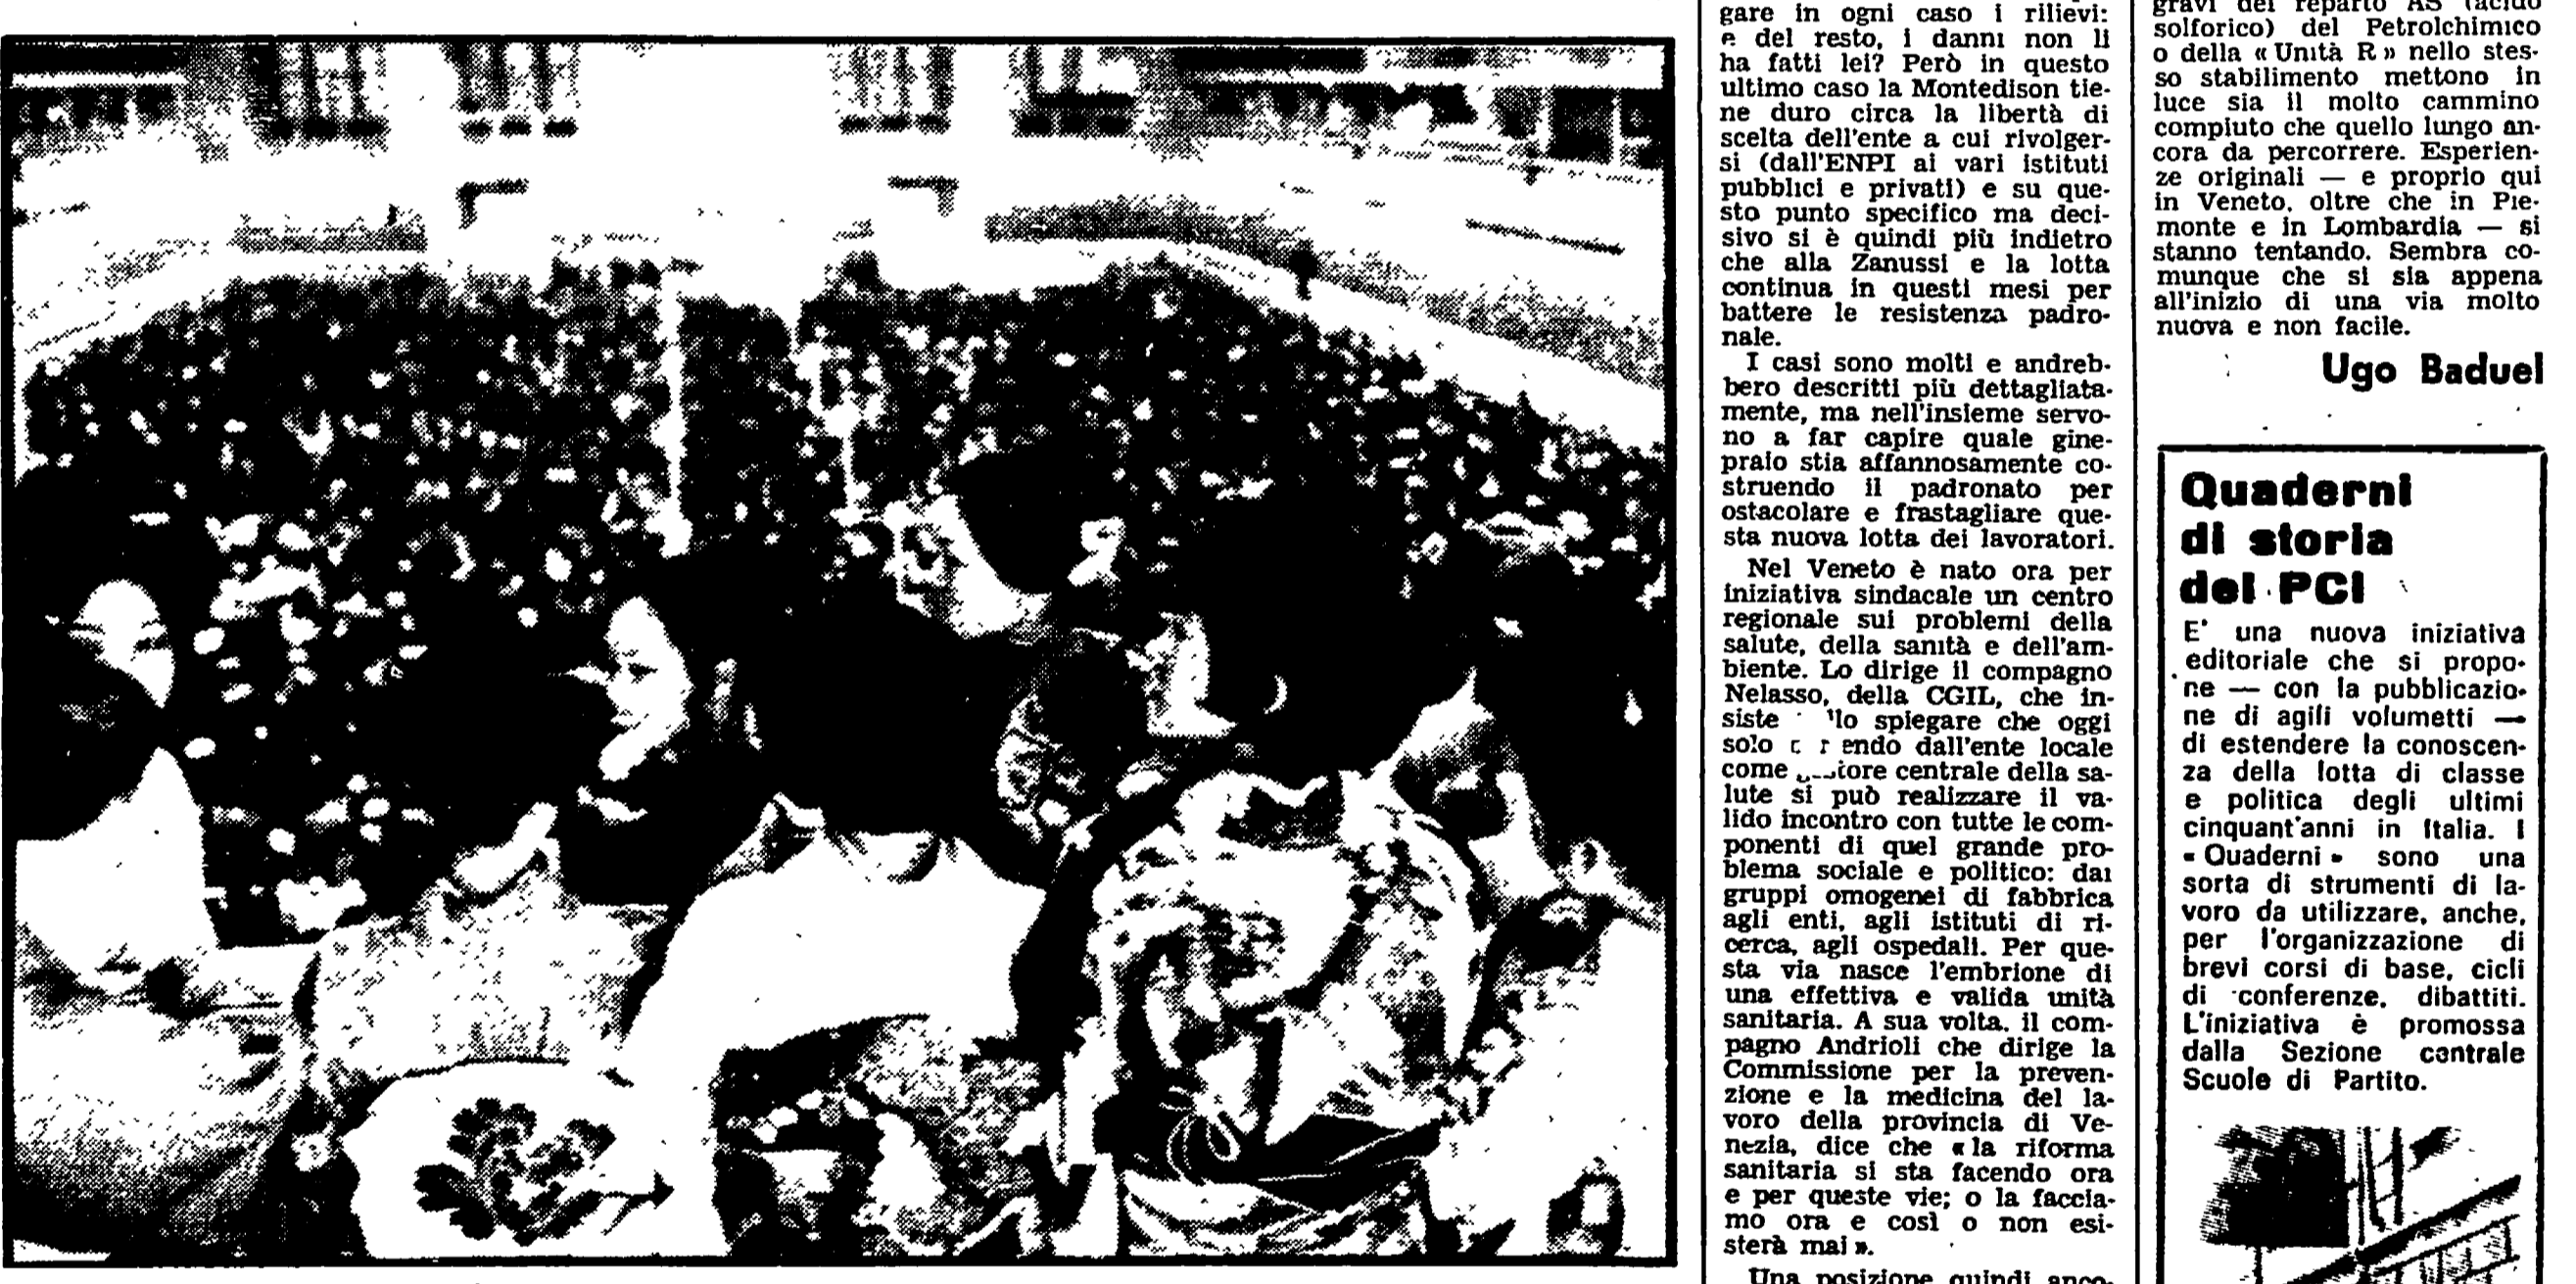 gare in ogni caso i rilievi:
e del resto, i danni non li
ha fatti lei? Però in questo
ultimo caso la Montedison tie-
ne duro circa la libertà di
scelta dell'ente a cui rivolger-
si (dall'ENPI ai vari istituti
pubblici e privati) e su que-
sto punto specifico ma deci-
sivo si è quindi più indietro
che alla Zanussi e la lotta
continua in questi mesi per
battere le resistenza padro-
nale.
I casi sono molti e andreb-
bero descritti più dettagliata-
mente, ma nell'insieme servo-
no a far capire quale gine-
praio stia affannosamente co-
struendo il padronato per
ostacolare e frastagliare que-
sta nuova lotta dei lavoratori.
Nel Veneto è nato ora per
iniziativa sindacale un centro
regionale sui problemi della
salute, della sanità e dell'am-
biente. Lo dirige il compagno
Nelasso, della CGIL, che in-
siste spiegare che oggi
solo dall'ente locale
come centrale della sa-
lute si può realizzare il va-
lido incontro con tutte le com-
ponenti di quel grande pro-
blema sociale e politico: dai
gruppi omogenei di fabbrica
agli enti, agli istituti di ri-
cerca, agli ospedali. Per que-
sta via nasce l'embrione di
una effettiva e valida unità
sanitaria. A sua volta, il com-
pagno Andrioli che dirige la
Commissione per la preven-
zione e la medicina del la-
voro della provincia di Ve-
nezia, dice che « la riforma
sanitaria si sta facendo ora
e per queste vie; o la faccia-
mo ora e così o non esi-
sterà mai ».
Una posizione quindi anco-
gravi del reparto AS (acido
solforico) del Petrolchimico
o della « Unità R » nello stes-
so stabilimento mettono in
luce sia il molto cammino
compiuto che quello lungo an-
cora da percorrere. Esperien-
ze originali — e proprio qui
in Veneto, oltre che in Pie-
monte e in Lombardia — si
stanno tentando. Sembra co-
munque che si sia appena
all'inizio di una via molto
nuova e non facile.
Ugo Baduel
Quaderni
di storia
del PCI
E' una nuova iniziativa
editoriale che si propo-
ne — con la pubblicazio-
ne di agili volumetti —
di estendere la conoscen-
za della lotta di classe
e politica degli ultimi
cinquant'anni in Italia. I
« Quaderni » sono una
sorta di strumenti di la-
voro da utilizzare, anche,
per l'organizzazione di
brevi corsi di base, cicli
di conferenze, dibattiti.
L'iniziativa è promossa
dalla Sezione centrale
Scuole di Partito.